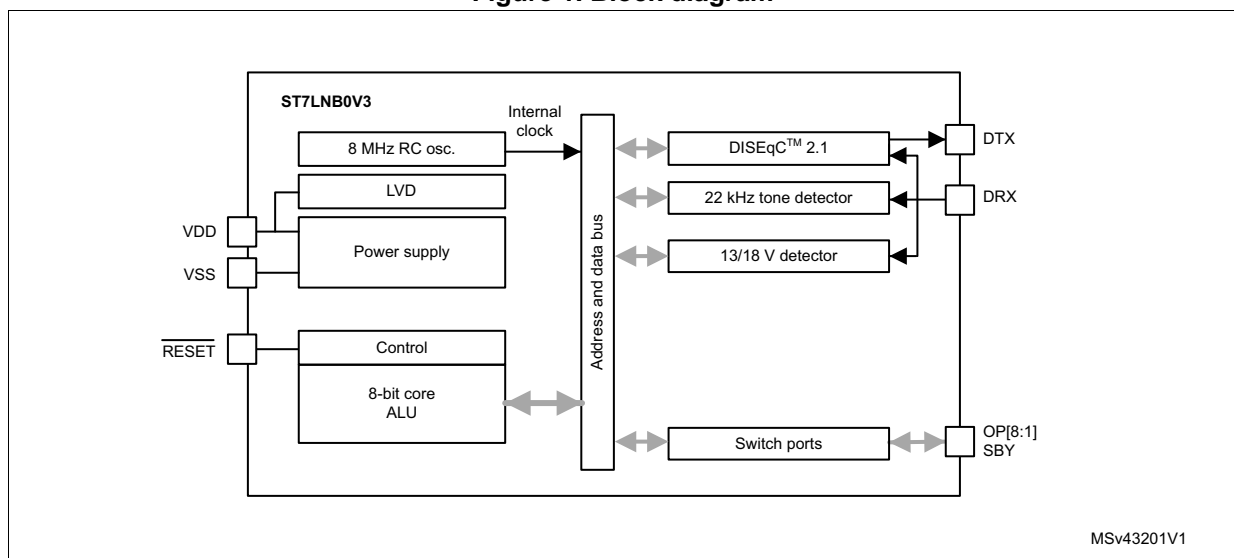 ST7LNB0V3
Internal
clock
8 MHz RC osc.
LVD
Power supply
VDD
VSS
RESET
Control
8-bit core
ALU
Address and data bus
DISEqC™ 2.1
22 kHz tone detector
13/18 V detector
Switch ports
DTX
DRX
OP[8:1]
SBY
MSv43201V1